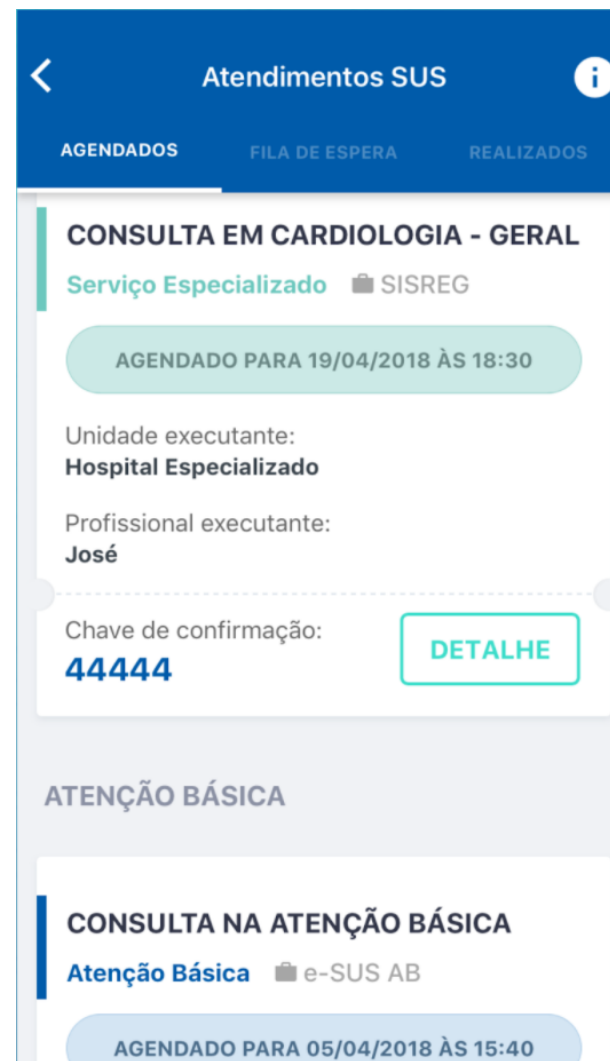 Atendimentos SUS
i
AGENDADOS FILA DE ESPERA REALIZADOS
CONSULTA EM CARDIOLOGIA - GERAL
Serviço Especializado SISREG
AGENDADO PARA 19/04/2018 ÀS 18:30
Unidade executante:
Hospital Especializado
Profissional executante:
José
Chave de confirmação:
44444
DETALHE
ATENÇÃO BÁSICA
CONSULTA NA ATENÇÃO BÁSICA
Atenção Básica e-SUS AB
AGENDADO PARA 05/04/2018 ÀS 15:40